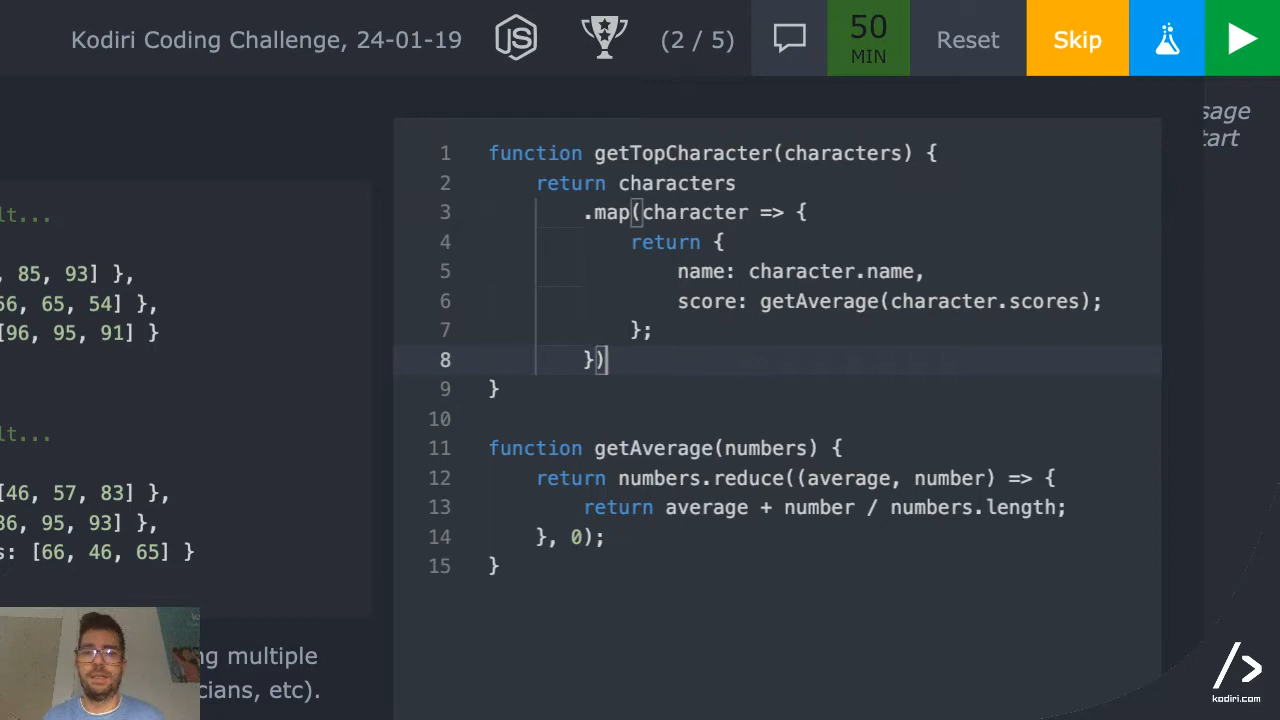 Kodiri Coding Challenge, 24-01-19
JS
(2 / 5)
50
MIN
Reset
Skip
sage
tart
lt...
, 85, 93] },
66, 65, 54] },
[96, 95, 91] }
lt...
[46, 57, 83] },
36, 95, 93] },
s: [66, 46, 65] }
ng multiple
cians, etc).
1 function getTopCharacter(characters) {
2 return characters
3 .map(character => {
4 return {
5 name: character.name,
6 score: getAverage(character.scores);
7 };
8 })
9 }
10
11 function getAverage(numbers) {
12 return numbers.reduce((average, number) => {
13 return average + number / numbers.length;
14 }, 0);
15 }
/>
kodiri.com